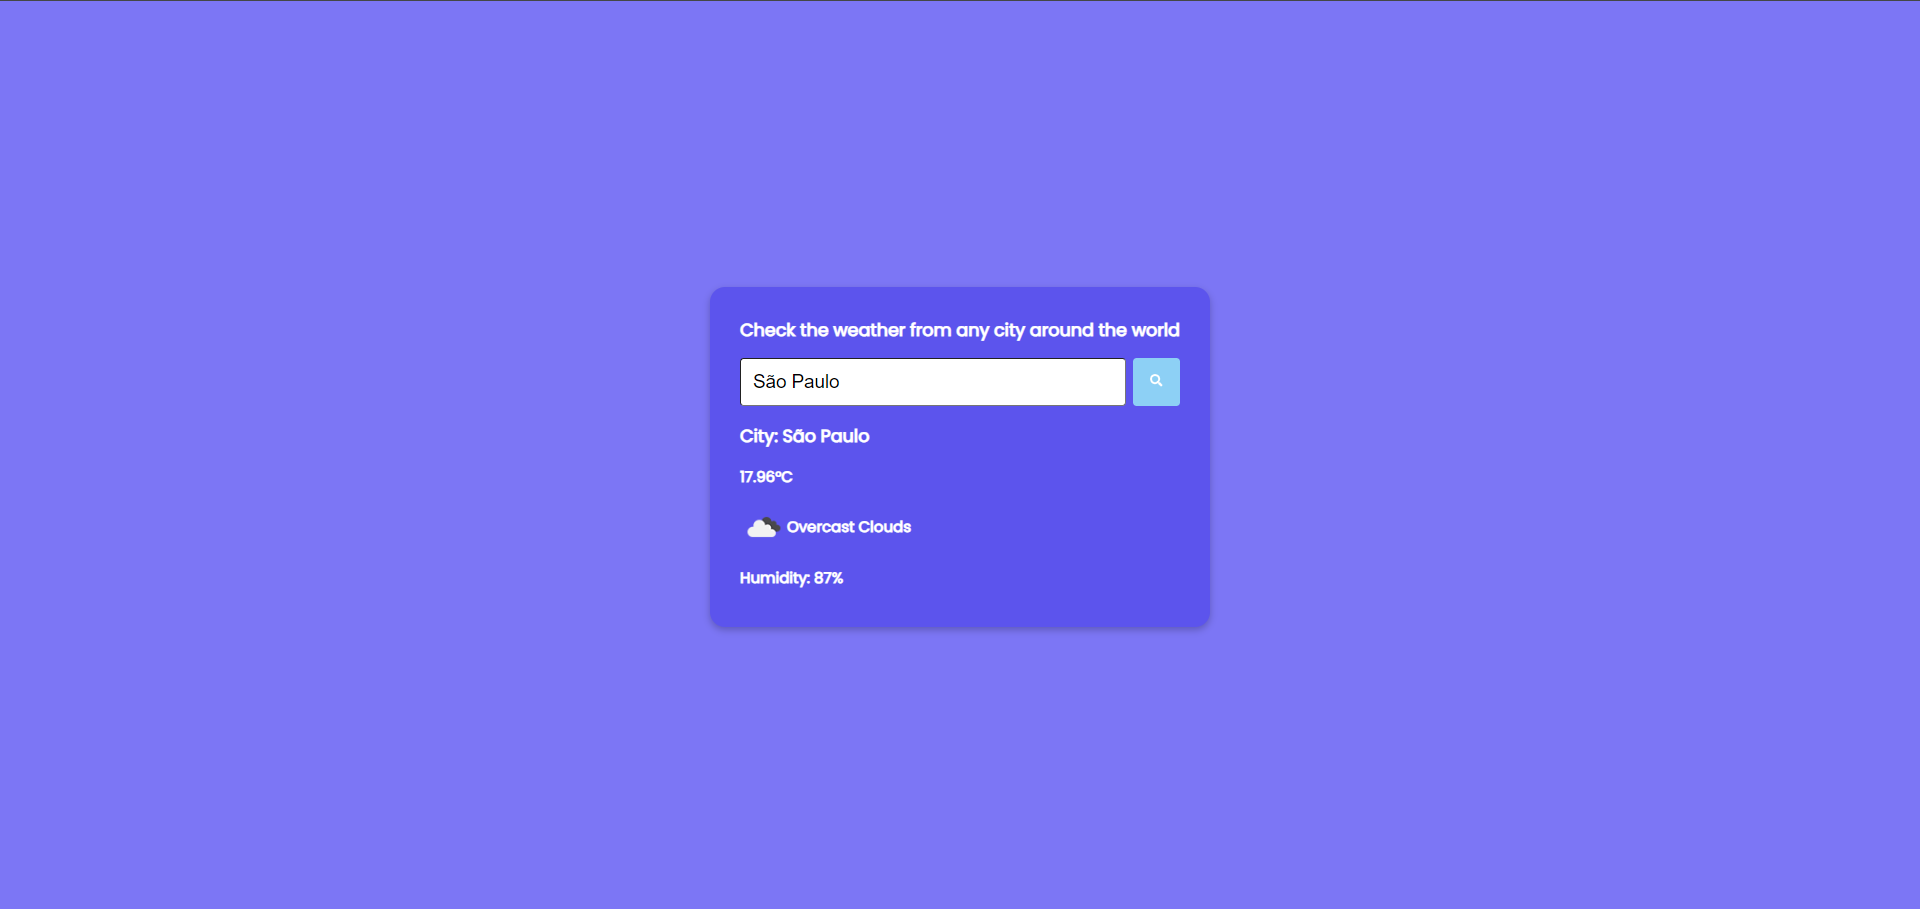 Check the weather from any city around the world
São Paulo
City: São Paulo
17.96°C
Overcast Clouds
Humidity: 87%